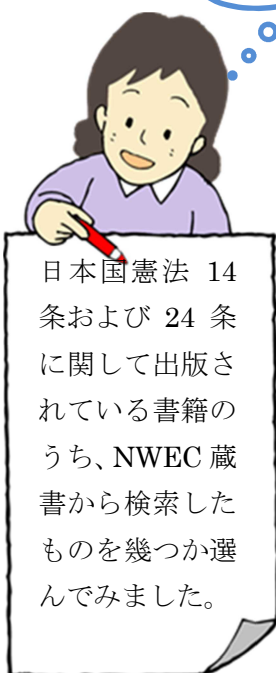 日本国憲法 14
条および 24 条
に関して出版さ
れている書籍の
うち、NWEC 蔵
書から検索した
ものを幾つか選
んでみました。